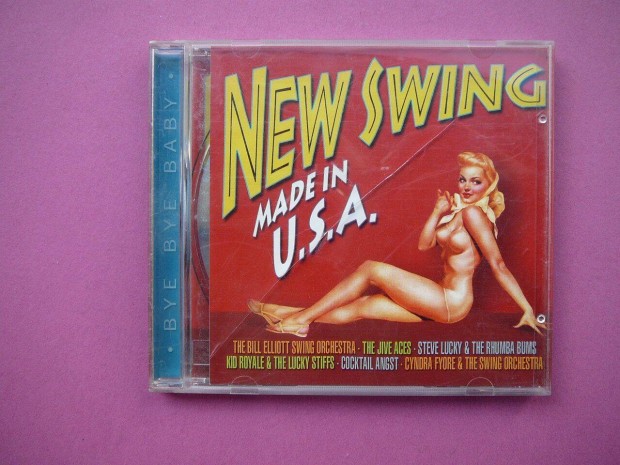 · BYE BYE BABY ·
NEW SWING
MADE IN
U.S.A.
THE BILL ELLIOTT SWING ORCHESTRA · THE JIVE ACES · STEVE LUCKY & THE RHUMBA BUMS
KID ROYALE & THE LUCKY STIFFS · COCKTAIL ANGST · CYNDRA FYORE & THE SWING ORCHESTRA